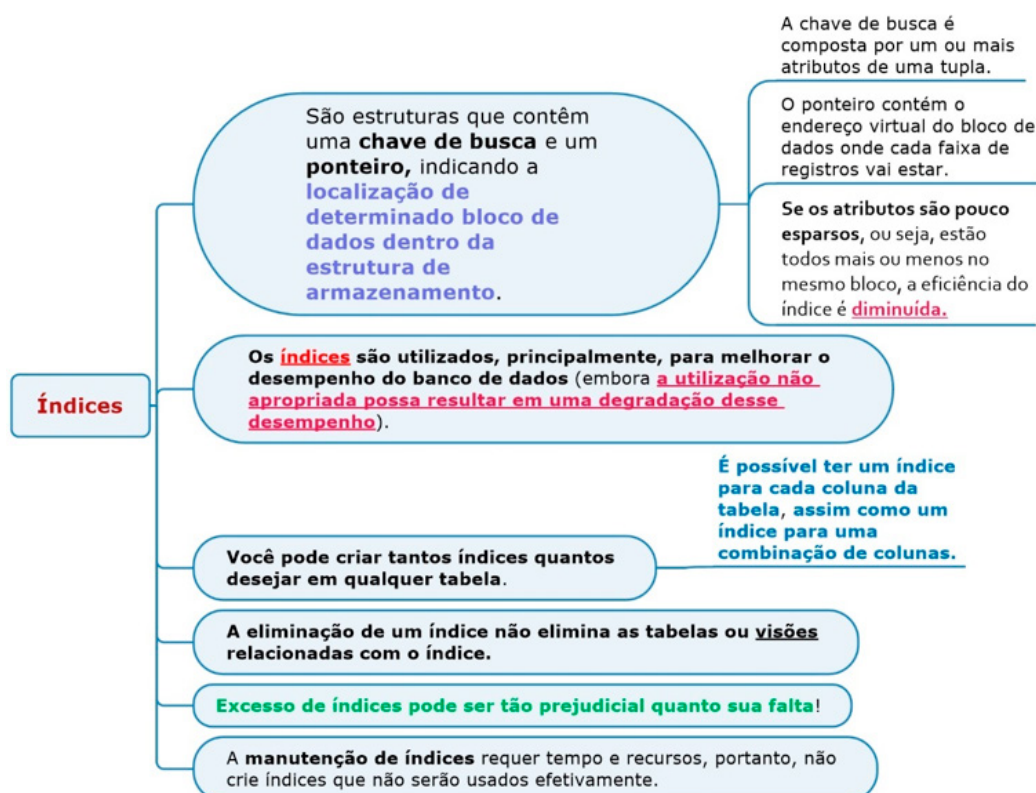 A chave de busca é
composta por um ou mais
atributos de uma tupla.
São estruturas que contêm
uma chave de busca e um
ponteiro, indicando a
localização de
determinado bloco de
dados dentro da
estrutura de
armazenamento.
O ponteiro contém o
endereço virtual do bloco de
dados onde cada faixa de
registros vai estar.
Se os atributos são pouco
esparsos, ou seja, estão
todos mais ou menos no
mesmo bloco, a eficiência do
índice é diminuída.
Índices
Os índices são utilizados, principalmente, para melhorar o
desempenho do banco de dados (embora a utilização não
apropriada possa resultar em uma degradação desse
desempenho).
É possível ter um índice
para cada coluna da
tabela, assim como um
índice para uma
combinação de colunas.
Você pode criar tantos índices quantos
desejar em qualquer tabela.
A eliminação de um índice não elimina as tabelas ou visões
relacionadas com o índice.
Excesso de índices pode ser tão prejudicial quanto sua falta!
A manutenção de índices requer tempo e recursos, portanto, não
crie índices que não serão usados efetivamente.